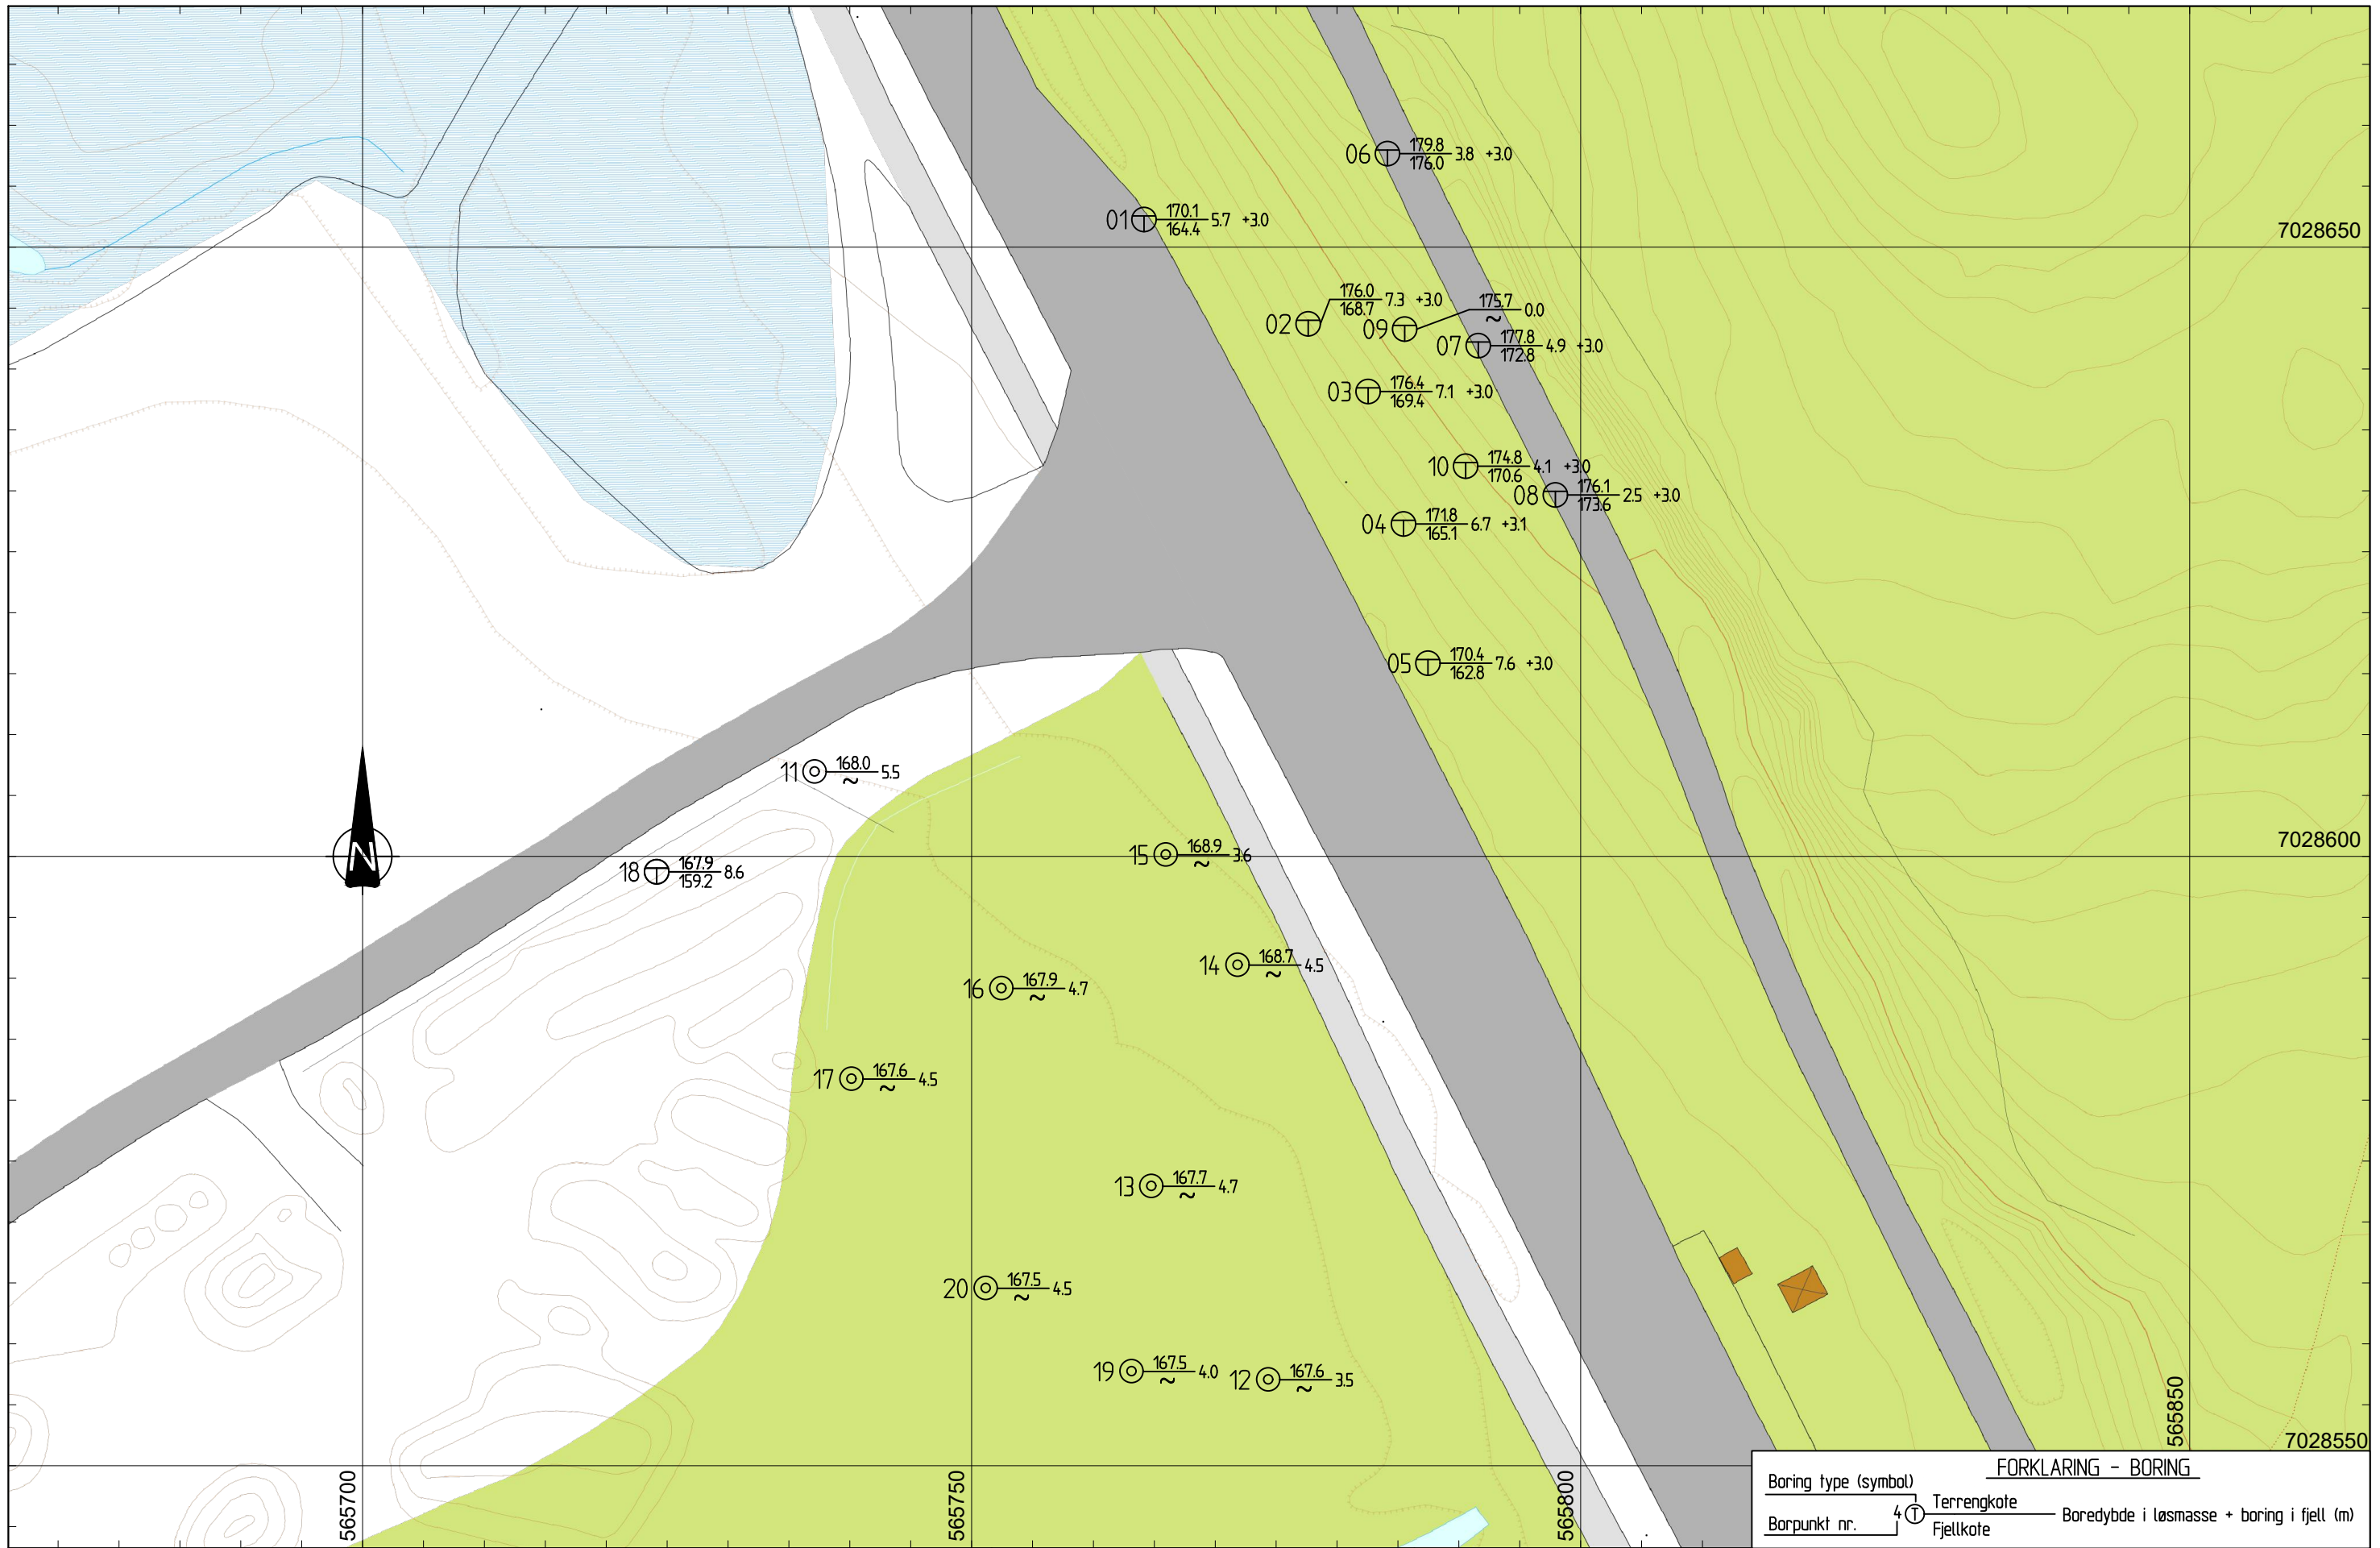 06 179.8 3.8 +3.0
176.0
01 170.1 5.7 +3.0
164.4
7028650
02 176.0 7.3 +3.0
168.7
09 175.7 0.0
~
07 177.8 4.9 +3.0
172.8
03 176.4 7.1 +3.0
169.4
10 174.8 4.1 +3.0
170.6
08 176.1 2.5 +3.0
173.6
04 171.8 6.7 +3.1
165.1
05 170.4 7.6 +3.0
162.8
11 168.0 5.5
~
N
7028600
15 168.9 3.6
~
18 167.9 8.6
159.2
14 168.7 4.5
~
16 167.9 4.7
~
17 167.6 4.5
~
13 167.7 4.7
~
20 167.5 4.5
~
19 167.5 4.0
~
12 167.6 3.5
~
565700
565750
565800
565850
7028550
FORKLARING - BORING
Boring type (symbol)
Borpunkt nr.
4 T
Terrengkote
Fjellkote
Boredybde i løsmasse + boring i fjell (m)